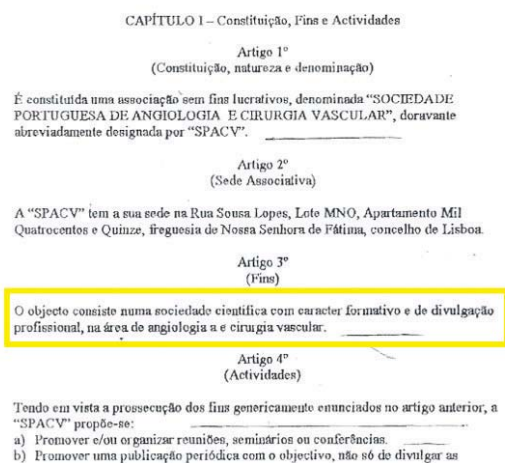 CAPÍTULO I – Constituição, Fins e Actividades
Artigo 1º
(Constituição, natureza e denominação)
É constituída uma associação sem fins lucrativos, denominada “SOCIEDADE
PORTUGUESA DE ANGIOLOGIA E CIRURGIA VASCULAR”, doravante
abreviadamente designada por “SPACV”.
Artigo 2º
(Sede Associativa)
A “SPACV” tem a sua sede na Rua Sousa Lopes, Lote MNO, Apartamento Mil
Quatrocentos e Quinze, freguesia de Nossa Senhora de Fátima, concelho de Lisboa.
Artigo 3º
(Fins)
O objecto consiste numa sociedade cientifica com caracter formativo e de divulgação
profissional, na área de angiologia a e cirurgia vascular.
Artigo 4º
(Actividades)
Tendo em vista a prossecução dos fins genericamente enunciados no artigo anterior, a
“SPACV” propõe-se:
a) Promover e/ou organizar reuniões, seminários ou conferências.
b) Promover uma publicação periódica com o objectivo, não só de divulgar as